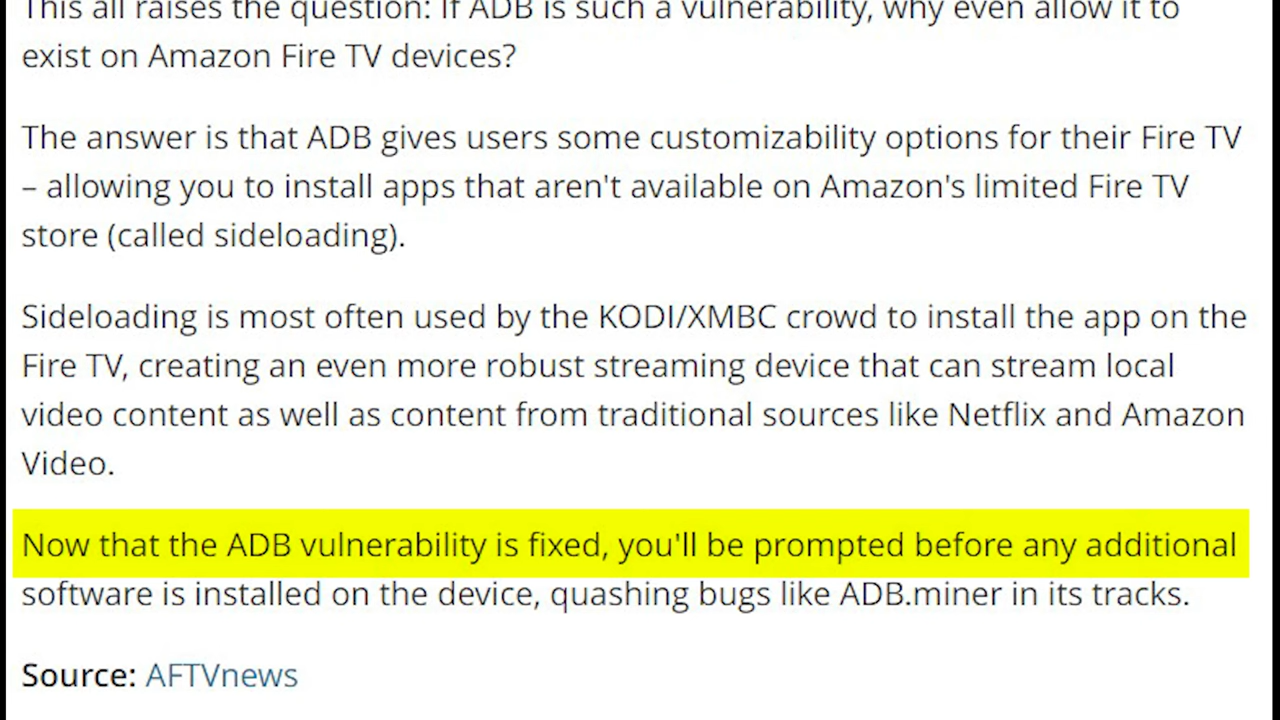 This all raises the question: If ADB is such a vulnerability, why even allow it to
exist on Amazon Fire TV devices?
The answer is that ADB gives users some customizability options for their Fire TV
– allowing you to install apps that aren't available on Amazon's limited Fire TV
store (called sideloading).
Sideloading is most often used by the KODI/XMBC crowd to install the app on the
Fire TV, creating an even more robust streaming device that can stream local
video content as well as content from traditional sources like Netflix and Amazon
Video.
Now that the ADB vulnerability is fixed, you'll be prompted before any additional
software is installed on the device, quashing bugs like ADB.miner in its tracks.
Source: AFTVnews